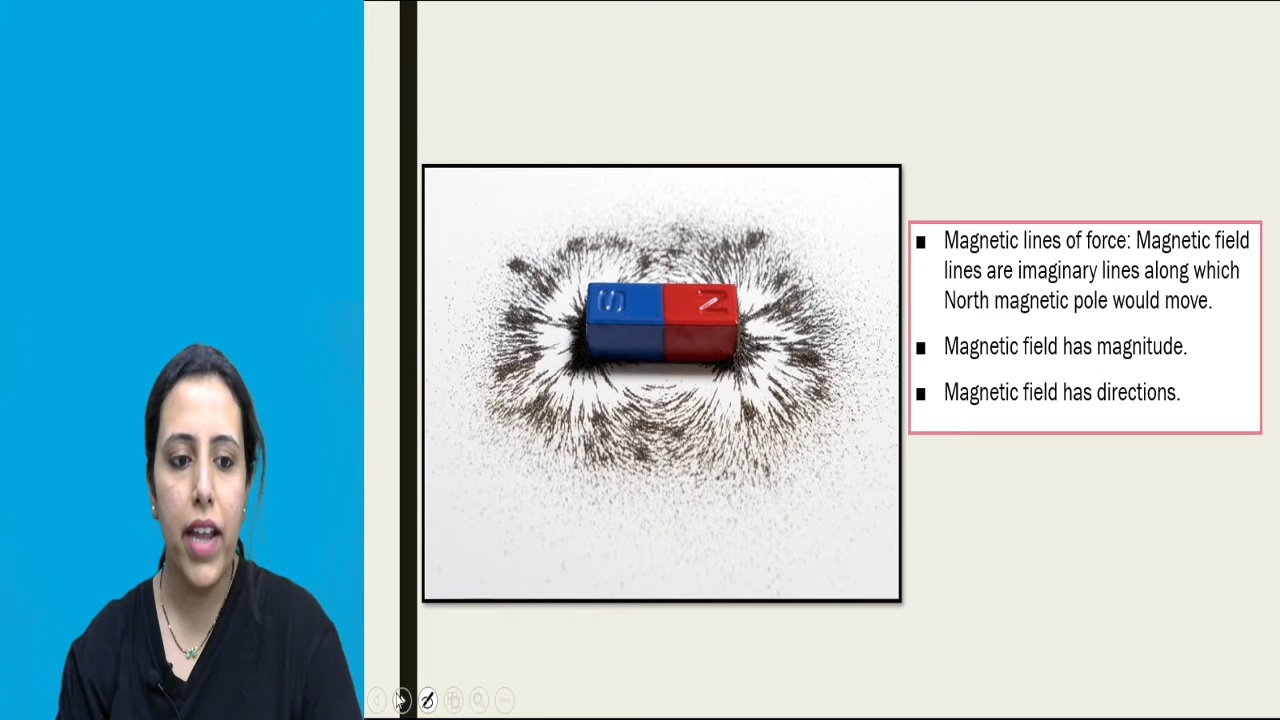 S N
■ Magnetic lines of force: Magnetic field
lines are imaginary lines along which
North magnetic pole would move.
■ Magnetic field has magnitude.
■ Magnetic field has directions.